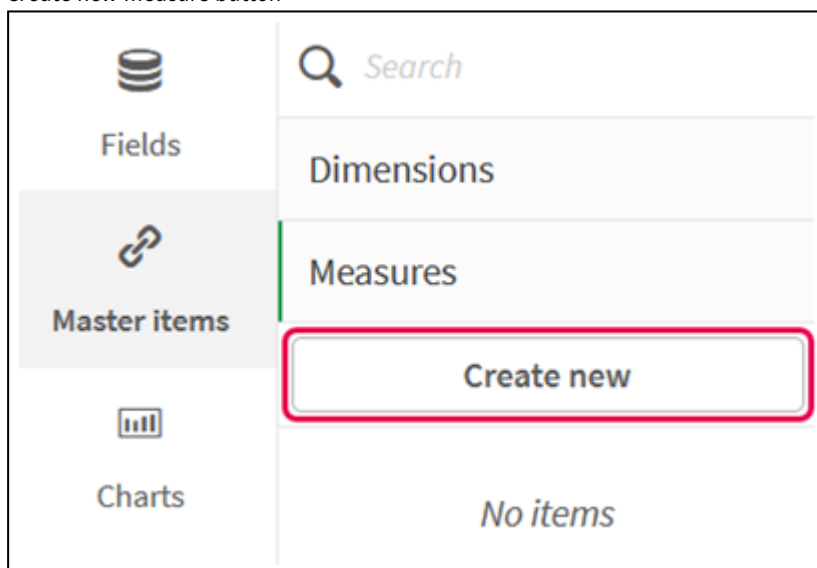 Create new measure button
Search
Fields
Dimensions
Measures
Master items
Create new
Charts
No items